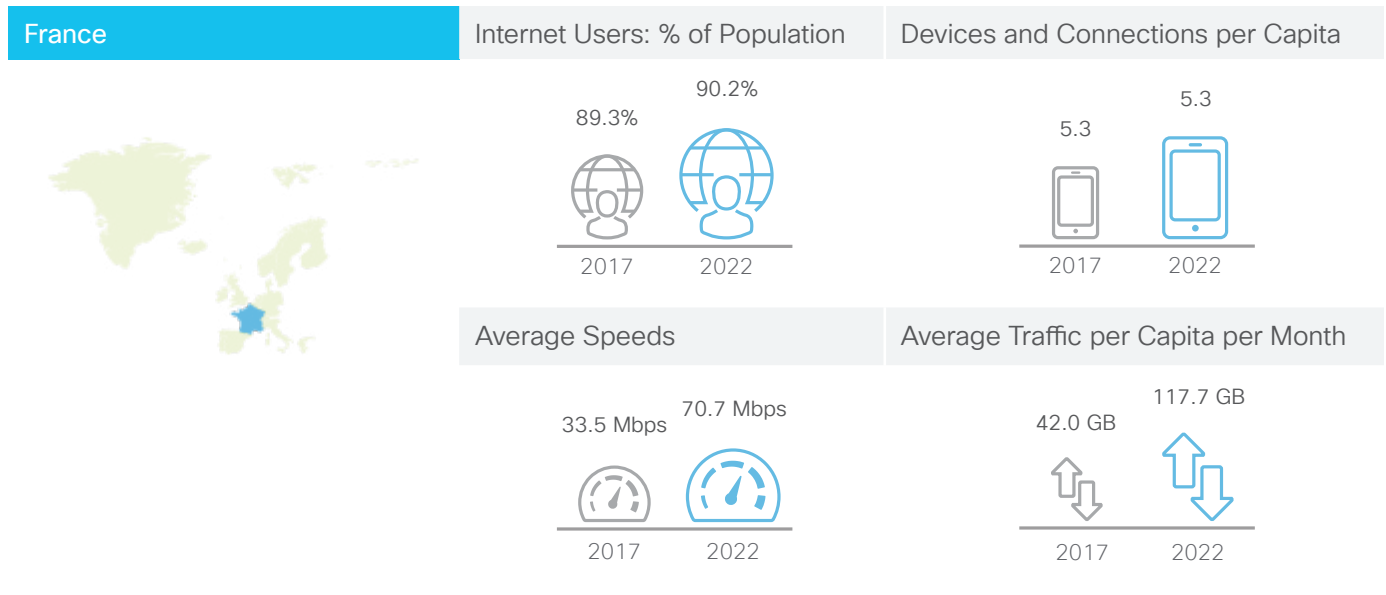 France
Internet Users: % of Population
Devices and Connections per Capita
89.3%
90.2%
2017
2022
5.3
5.3
2017
2022
Average Speeds
Average Traffic per Capita per Month
33.5 Mbps
70.7 Mbps
2017
2022
42.0 GB
117.7 GB
2017
2022